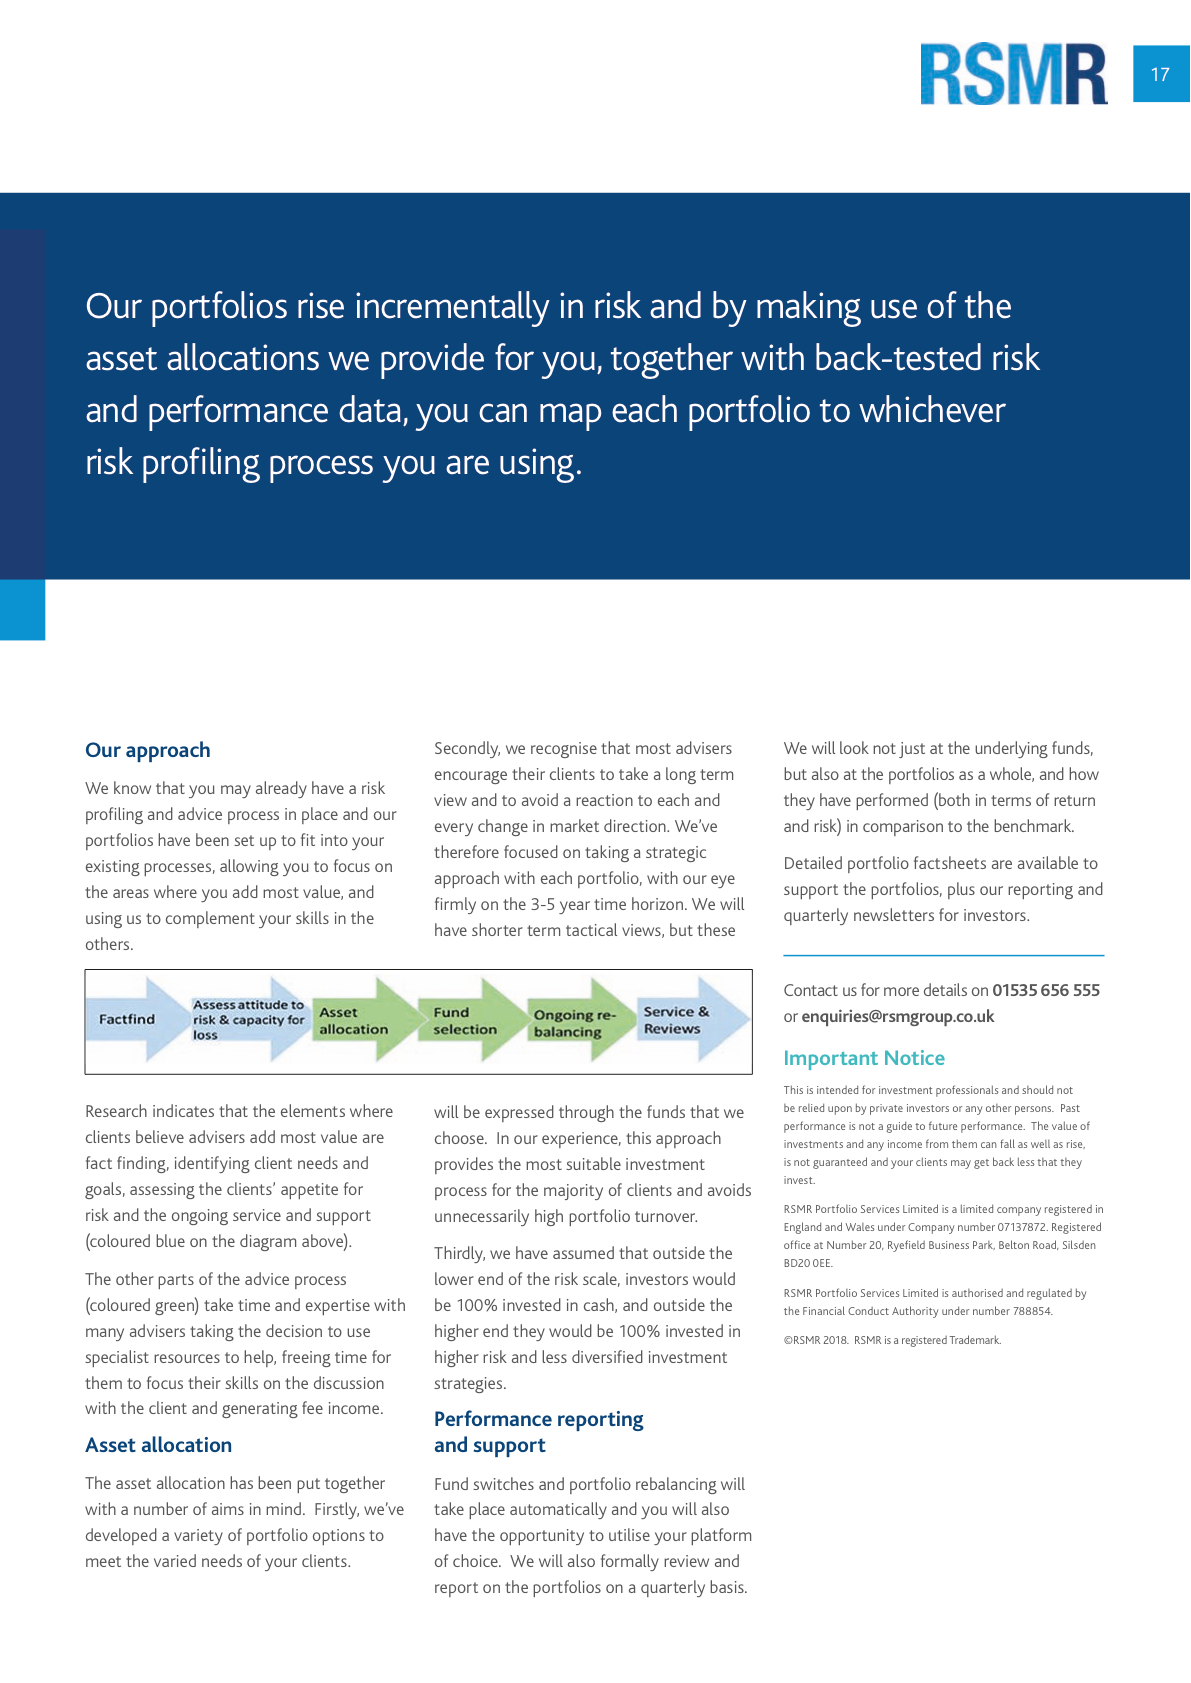 RSMR
17
Our portfolios rise incrementally in risk and by making use of the
asset allocations we provide for you, together with back-tested risk
and performance data, you can map each portfolio to whichever
risk profiling process you are using.
Our approach
We know that you may already have a risk
profiling and advice process in place and our
portfolios have been set up to fit into your
existing processes, allowing you to focus on
the areas where you add most value, and
using us to complement your skills in the
others.
Factfind
Assess attitude to
risk & capacity for
loss
Asset
allocation
Fund
selection
Ongoing re-
balancing
Service &
Reviews
Research indicates that the elements where
clients believe advisers add most value are
fact finding, identifying client needs and
goals, assessing the clients' appetite for
risk and the ongoing service and support
(coloured blue on the diagram above).
The other parts of the advice process
(coloured green) take time and expertise with
many advisers taking the decision to use
specialist resources to help, freeing time for
them to focus their skills on the discussion
with the client and generating fee income.
Asset allocation
The asset allocation has been put together
with a number of aims in mind.  Firstly, we've
developed a variety of portfolio options to
meet the varied needs of your clients.
Secondly, we recognise that most advisers
encourage their clients to take a long term
view and to avoid a reaction to each and
every change in market direction. We've
therefore focused on taking a strategic
approach with each portfolio, with our eye
firmly on the 3-5 year time horizon. We will
have shorter term tactical views, but these
will be expressed through the funds that we
choose.  In our experience, this approach
provides the most suitable investment
process for the majority of clients and avoids
unnecessarily high portfolio turnover.
Thirdly, we have assumed that outside the
lower end of the risk scale, investors would
be 100% invested in cash, and outside the
higher end they would be 100% invested in
higher risk and less diversified investment
strategies.
Performance reporting
and support
Fund switches and portfolio rebalancing will
take place automatically and you will also
have the opportunity to utilise your platform
of choice.  We will also formally review and
report on the portfolios on a quarterly basis.
We will look not just at the underlying funds,
but also at the portfolios as a whole, and how
they have performed (both in terms of return
and risk) in comparison to the benchmark.
Detailed portfolio factsheets are available to
support the portfolios, plus our reporting and
quarterly newsletters for investors.
Contact us for more details on 01535 656 555
or enquiries@rsmgroup.co.uk
Important Notice
This is intended for investment professionals and should not
be relied upon by private investors or any other persons.  Past
performance is not a guide to future performance.  The value of
investments and any income from them can fall as well as rise,
is not guaranteed and your clients may get back less that they
invest.
RSMR Portfolio Services Limited is a limited company registered in
England and Wales under Company number 07137872. Registered
office at Number 20, Ryefield Business Park, Belton Road, Silsden
BD20 0EE.
RSMR Portfolio Services Limited is authorised and regulated by
the Financial Conduct Authority under number 788854.
©RSMR 2018.  RSMR is a registered Trademark.